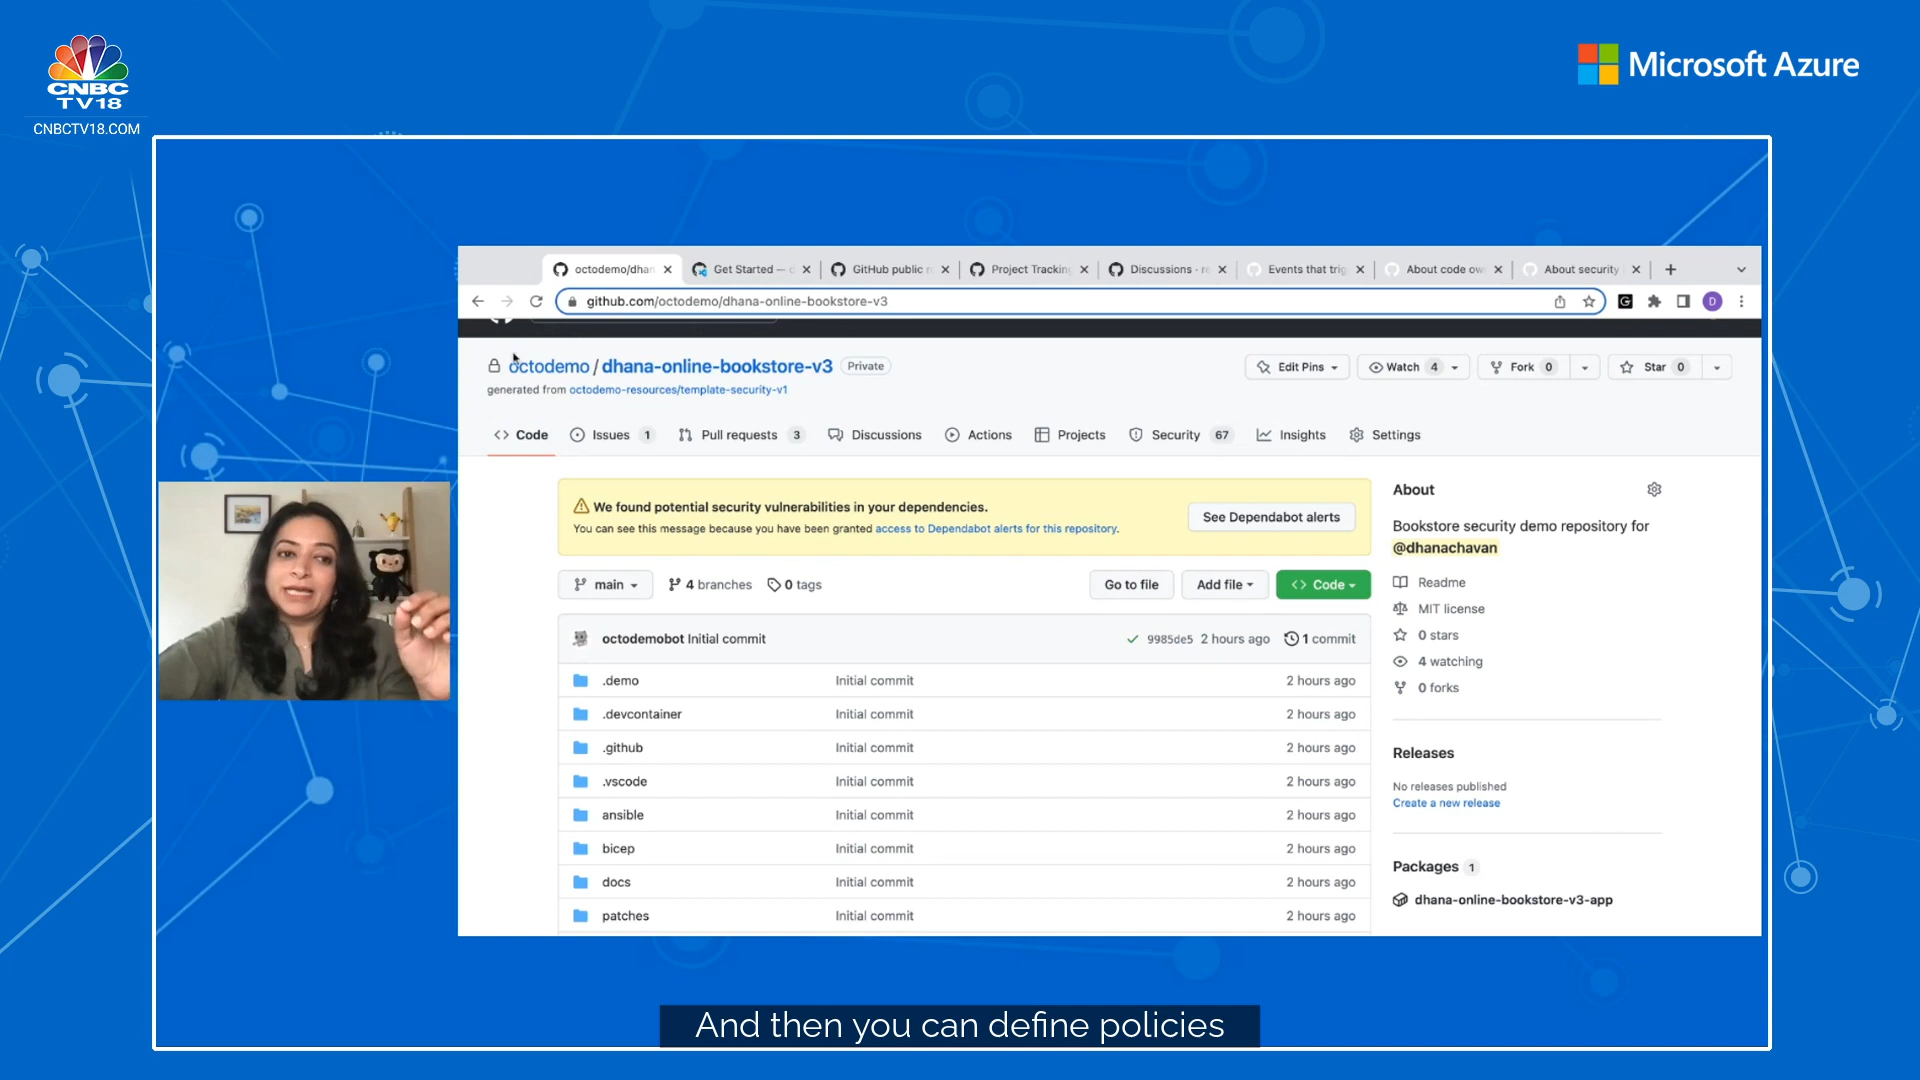 CNBC
TV18
CNBCTV18.COM
Microsoft Azure
octodemo/dhan
Get Started — c
GitHub public r
Project Tracking
Discussions · re
Events that trig
About code ow
About security
github.com/octodemo/dhana-online-bookstore-v3
D
octodemo / dhana-online-bookstore-v3 Private
Edit Pins
Watch 4
Fork 0
Star 0
generated from octodemo-resources/template-security-v1
Code
Issues 1
Pull requests 3
Discussions
Actions
Projects
Security 67
Insights
Settings
We found potential security vulnerabilities in your dependencies.
You can see this message because you have been granted access to Dependabot alerts for this repository.
See Dependabot alerts
main
4 branches
0 tags
Go to file
Add file
Code
octodemobot Initial commit
9985de5 2 hours ago
1 commit
.demo Initial commit 2 hours ago
.devcontainer Initial commit 2 hours ago
.github Initial commit 2 hours ago
.vscode Initial commit 2 hours ago
ansible Initial commit 2 hours ago
bicep Initial commit 2 hours ago
docs Initial commit 2 hours ago
patches Initial commit 2 hours ago
About
Bookstore security demo repository for
@dhanachavan
Readme
MIT license
0 stars
4 watching
0 forks
Releases
No releases published
Create a new release
Packages 1
dhana-online-bookstore-v3-app
And then you can define policies